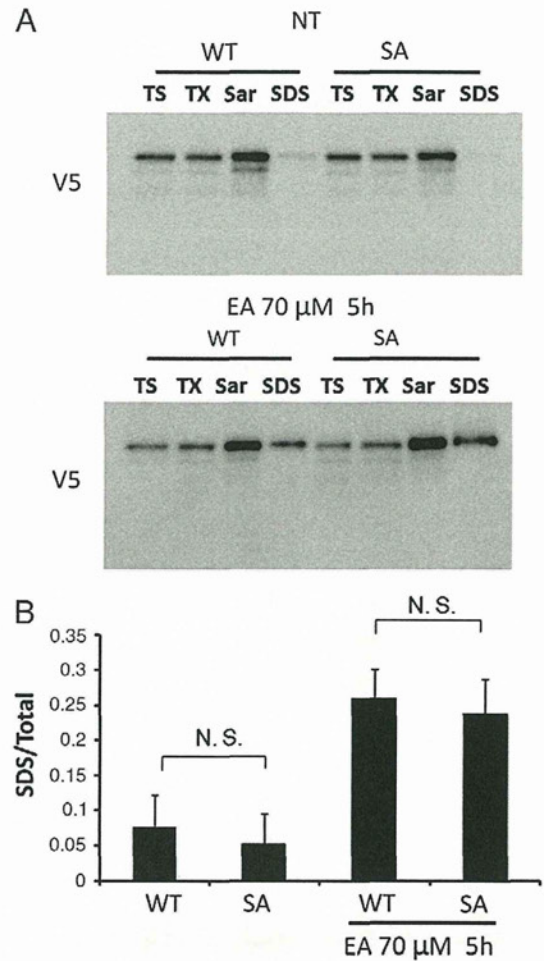 A
NT
WT SA
TS TX Sar SDS TS TX Sar SDS
V5
EA 70 µM 5h
WT SA
TS TX Sar SDS TS TX Sar SDS
V5
B
N. S.
N. S.
0.35
0.3
0.25
0.2
0.15
0.1
0.05
0
SDS/Total
WT SA WT SA
EA 70 µM 5h